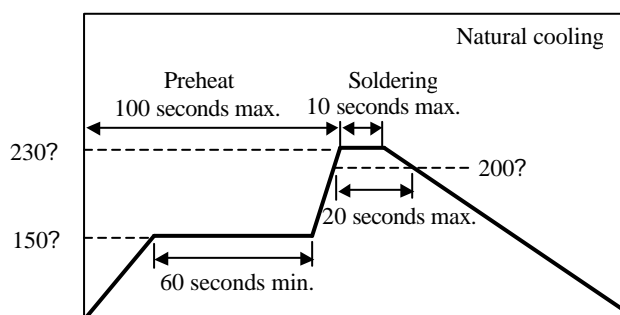 Natural cooling
Preheat
100 seconds max.
Soldering
10 seconds max.
230?
200?
20 seconds max.
150?
60 seconds min.